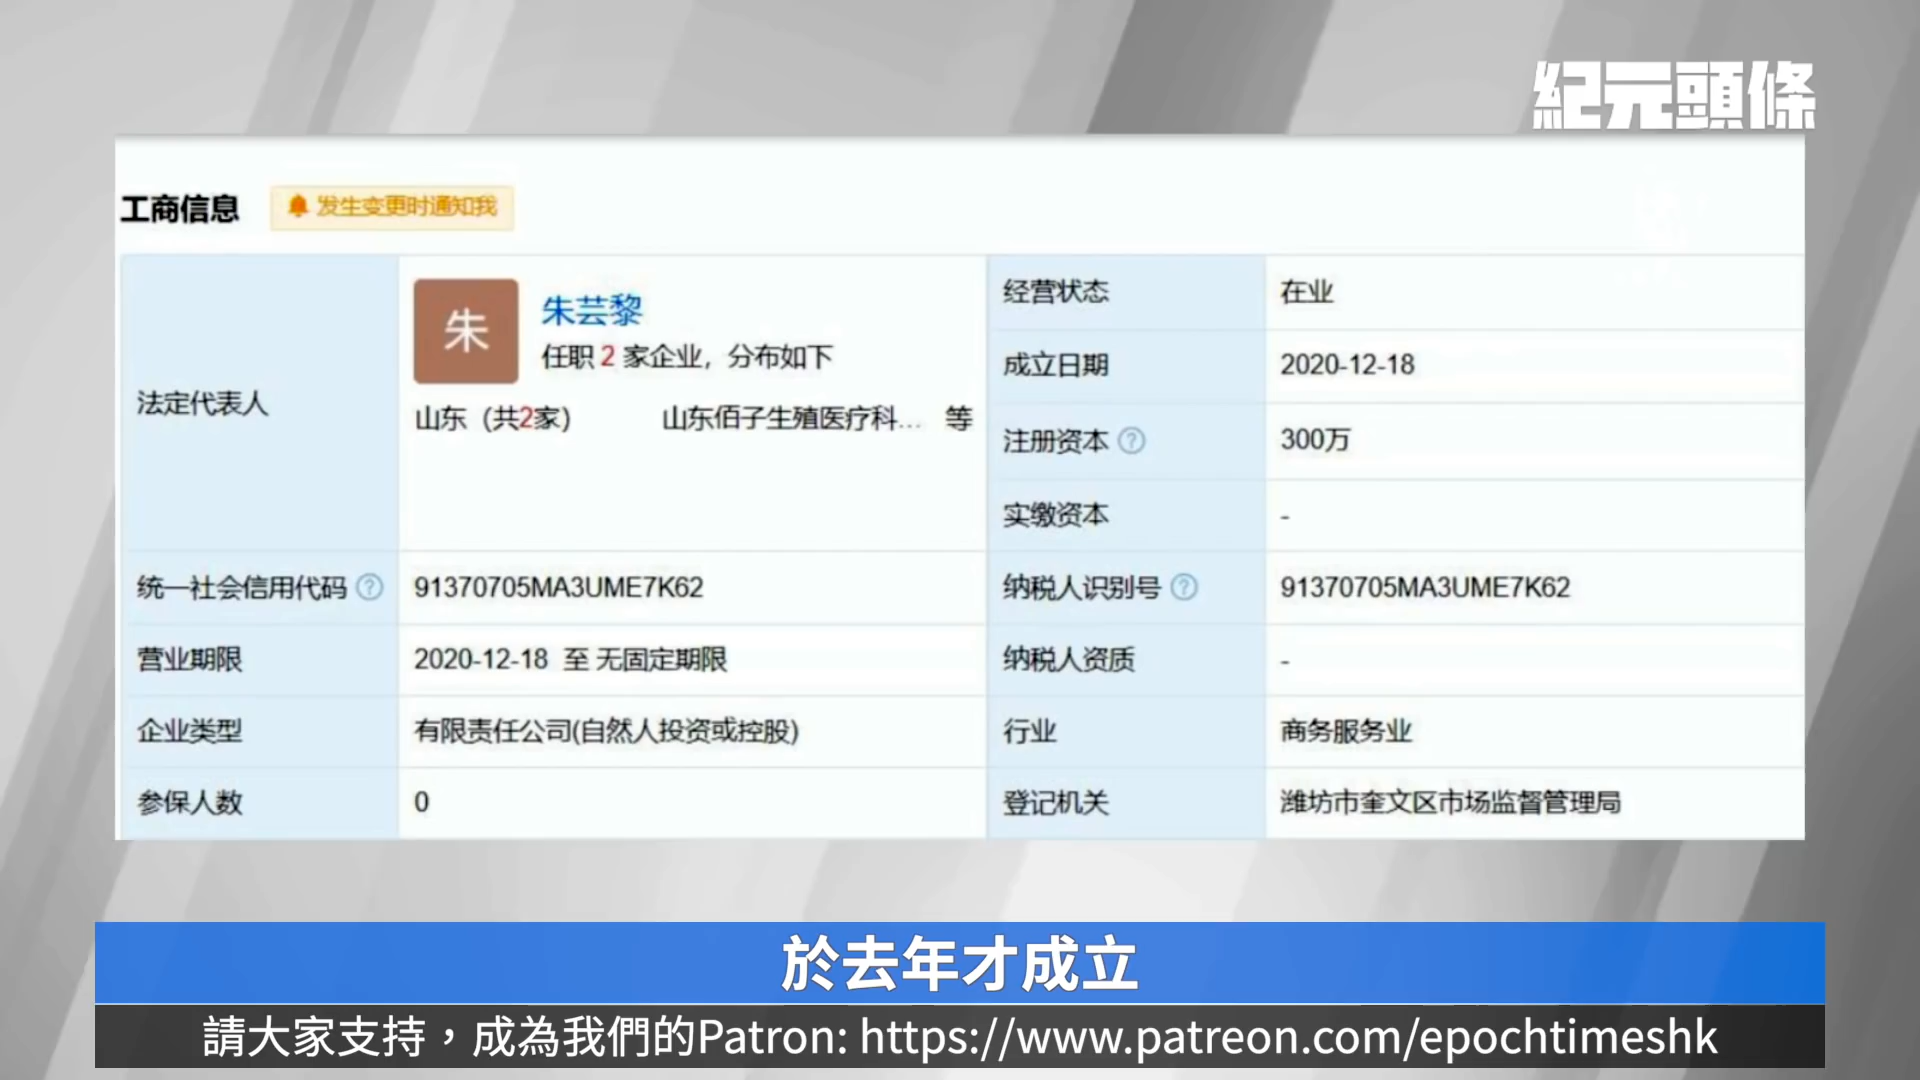 紀元頭條
工商信息
发生变更时通知我
法定代表人
朱
朱芸黎
任职 2 家企业，分布如下
山东（共2家）
山东佰子生殖医疗科... 等
经营状态
在业
成立日期
2020-12-18
注册资本 ?
300万
实缴资本
-
统一社会信用代码 ?
91370705MA3UME7K62
纳税人识别号 ?
91370705MA3UME7K62
营业期限
2020-12-18 至 无固定期限
纳税人资质
-
企业类型
有限责任公司(自然人投资或控股)
行业
商务服务业
参保人数
0
登记机关
潍坊市奎文区市场监督管理局
於去年才成立
請大家支持，成為我們的Patron: https://www.patreon.com/epochtimeshk